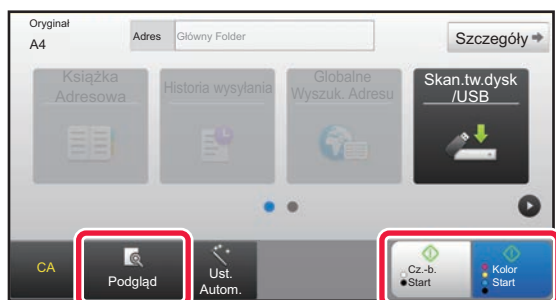 Oryginał
A4
Adres
Główny Folder
Szczegóły
Książka
Adresowa
Historia wysyłania
Globalne
Wyszuk. Adresu
Skan.tw.dysk
/USB
CA
Podgląd
Ust.
Autom.
Cz.-b.
Start
Kolor
Start